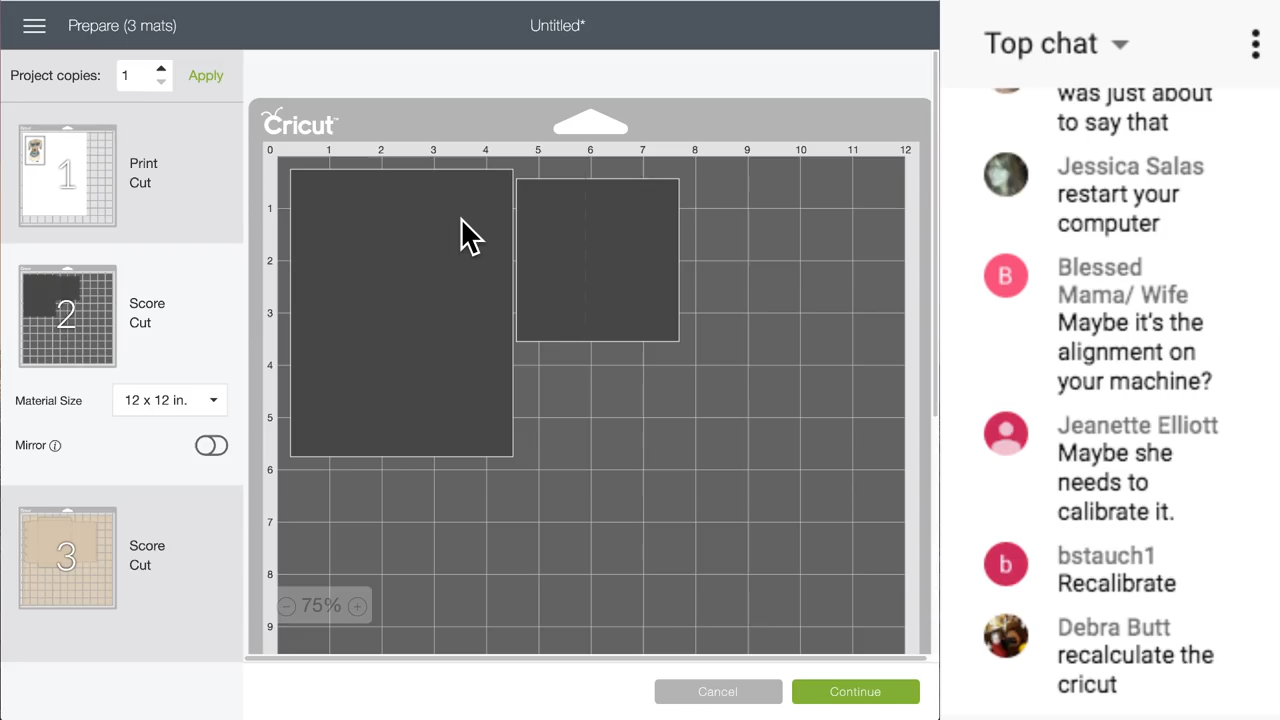 Prepare (3 mats)
Untitled*
Project copies:
1
Apply
1
Print
Cut
2
Score
Cut
Material Size
12 x 12 in.
Mirror
3
Score
Cut
Cricut™
0 1 2 3 4 5 6 7 8 9 10 11 12
1
2
3
4
5
6
7
8
9
75%
Cancel
Continue
Top chat
was just about
to say that
Jessica Salas
restart your
computer
B
Blessed
Mama/ Wife
Maybe it's the
alignment on
your machine?
Jeanette Elliott
Maybe she
needs to
calibrate it.
b
bstauch1
Recalibrate
Debra Butt
recalculate the
cricut